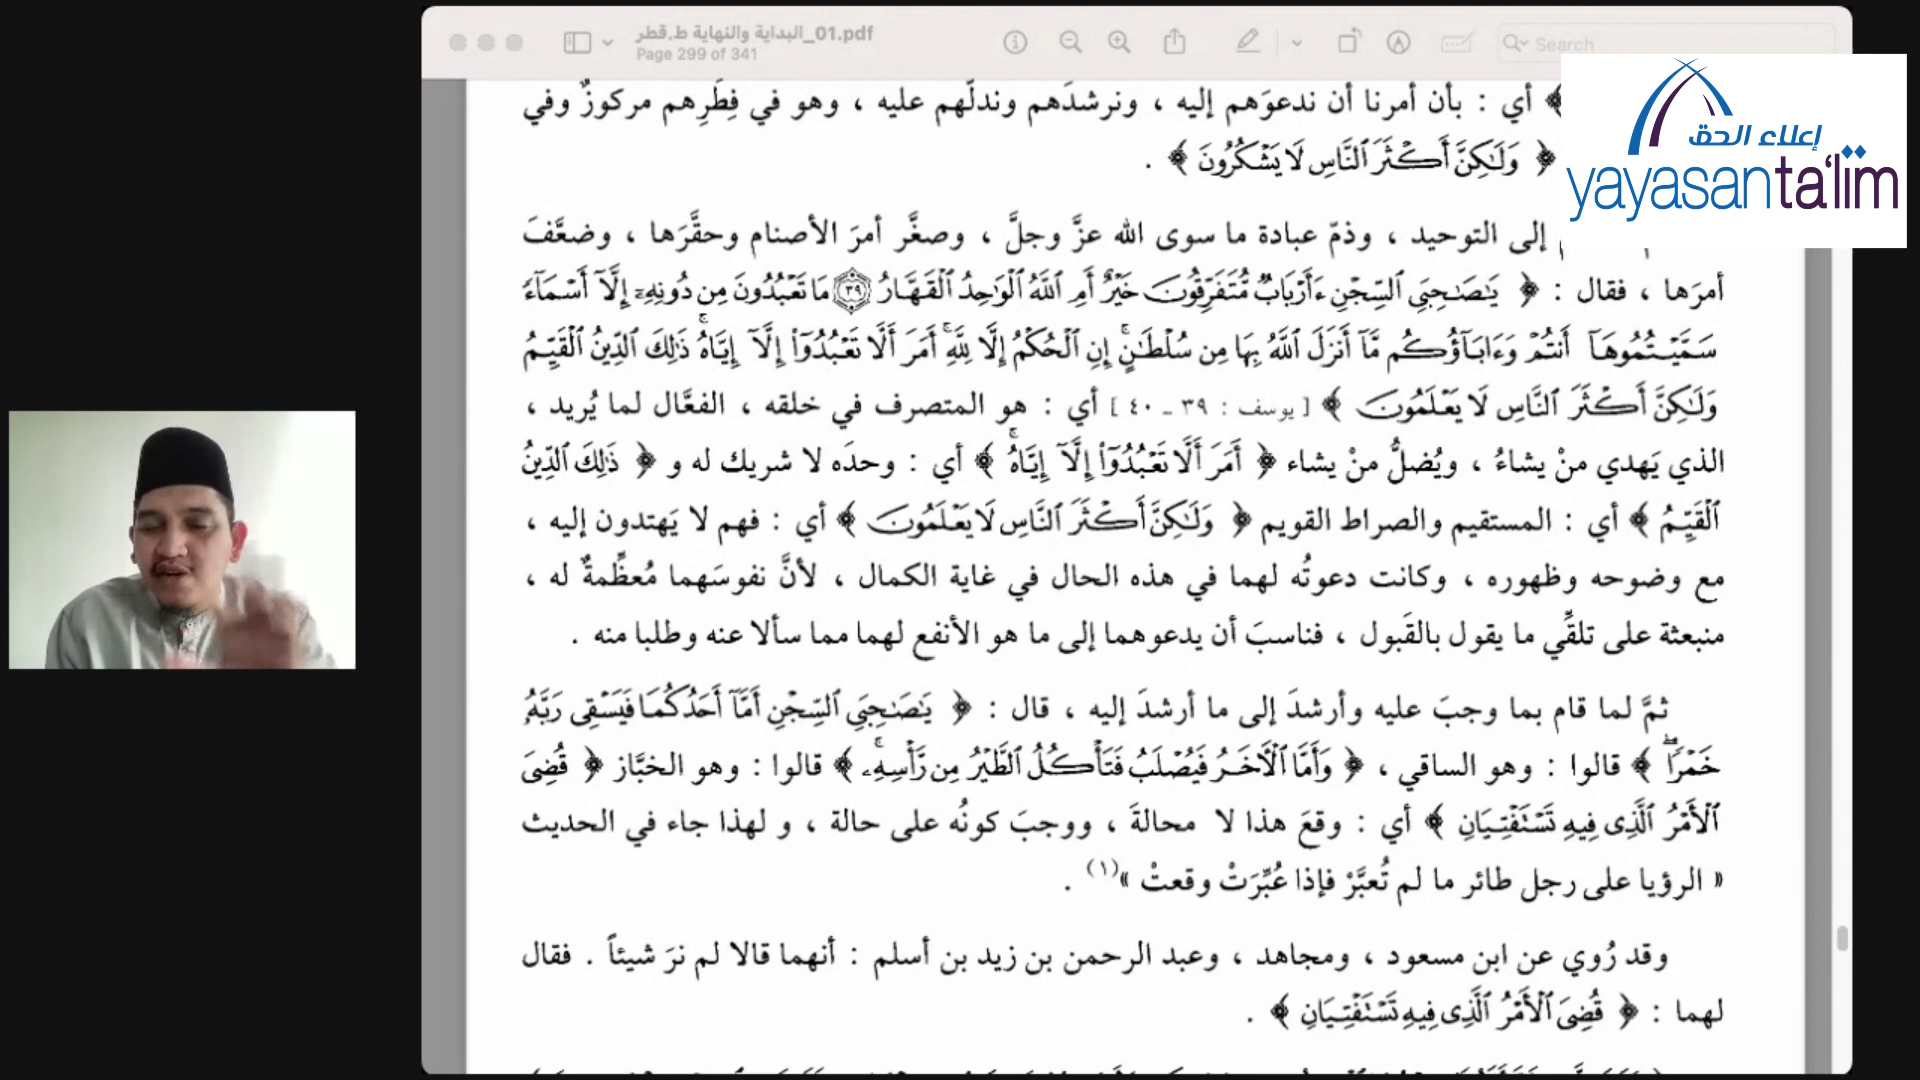 البداية والنهاية ط.قطر_01.pdf
Page 299 of 341
Search
إعلاء الحق
yayasanta'lim
﴾ أي : بأن أمرنا أن ندعوَهم إليه ، ونرشدَهم وندلّهم عليه ، وهو في فِطَرِهم مركوزٌ وفي
﴿ وَلَٰكِنَّ أَكْثَرَ ٱلنَّاسِ لَا يَشْكُرُونَ ﴾ .
إلى التوحيد ، وذمّ عبادة ما سوى الله عزَّ وجلَّ ، وصغَّر أمرَ الأصنام وحقَّرَها ، وضعَّفَ
أمرَها ، فقال : ﴿ يَٰصَٰحِبَيِ ٱلسِّجْنِ ءَأَرْبَابٌ مُّتَفَرِّقُونَ خَيْرٌ أَمِ ٱللَّهُ ٱلْوَٰحِدُ ٱلْقَهَّارُ ٣٩ مَا تَعْبُدُونَ مِن دُونِهِۦٓ إِلَّآ أَسْمَآءً
سَمَّيْتُمُوهَآ أَنتُمْ وَءَابَآؤُكُم مَّآ أَنزَلَ ٱللَّهُ بِهَا مِن سُلْطَٰنٍۚ إِنِ ٱلْحُكْمُ إِلَّا لِلَّهِۚ أَمَرَ أَلَّا تَعْبُدُوٓا۟ إِلَّآ إِيَّاهُۚ ذَٰلِكَ ٱلدِّينُ ٱلْقَيِّمُ
وَلَٰكِنَّ أَكْثَرَ ٱلنَّاسِ لَا يَعْلَمُونَ ﴾ [ يوسف : ٣٩ ـ ٤٠ ] أي : هو المتصرف في خلقه ، الفعَّال لما يُريد ،
الذي يَهدي منْ يشاءُ ، ويُضلُّ منْ يشاء ﴿ أَمَرَ أَلَّا تَعْبُدُوٓا۟ إِلَّآ إِيَّاهُۚ ﴾ أي : وحدَه لا شريك له و ﴿ ذَٰلِكَ ٱلدِّينُ
ٱلْقَيِّمُ ﴾ أي : المستقيم والصراط القويم ﴿ وَلَٰكِنَّ أَكْثَرَ ٱلنَّاسِ لَا يَعْلَمُونَ ﴾ أي : فهم لا يَهتدون إليه ،
مع وضوحه وظهوره ، وكانت دعوتُه لهما في هذه الحال في غاية الكمال ، لأنَّ نفوسَهما مُعظِّمةٌ له ،
منبعثة على تلقِّي ما يقول بالقَبول ، فناسبَ أن يدعوهما إلى ما هو الأنفع لهما مما سألا عنه وطلبا منه .
ثمَّ لما قام بما وجبَ عليه وأرشدَ إلى ما أرشدَ إليه ، قال : ﴿ يَٰصَٰحِبَيِ ٱلسِّجْنِ أَمَّآ أَحَدُكُمَا فَيَسْقِى رَبَّهُۥ
خَمْرًاۖ ﴾ قالوا : وهو الساقي ، ﴿ وَأَمَّا ٱلْءَاخَرُ فَيُصْلَبُ فَتَأْكُلُ ٱلطَّيْرُ مِن رَّأْسِهِۦۚ ﴾ قالوا : وهو الخبَّاز ﴿ قُضِىَ
ٱلْأَمْرُ ٱلَّذِى فِيهِ تَسْتَفْتِيَانِ ﴾ أي : وقعَ هذا لا محالةَ ، ووجبَ كونُه على حالة ، و لهذا جاء في الحديث
« الرؤيا على رجل طائر ما لم تُعبَّرْ فإذا عُبِّرَتْ وقعتْ »(١) .
وقد رُوي عن ابن مسعود ، ومجاهد ، وعبد الرحمن بن زيد بن أسلم : أنهما قالا لم نرَ شيئاً . فقال
لهما : ﴿ قُضِىَ ٱلْأَمْرُ ٱلَّذِى فِيهِ تَسْتَفْتِيَانِ ﴾ .